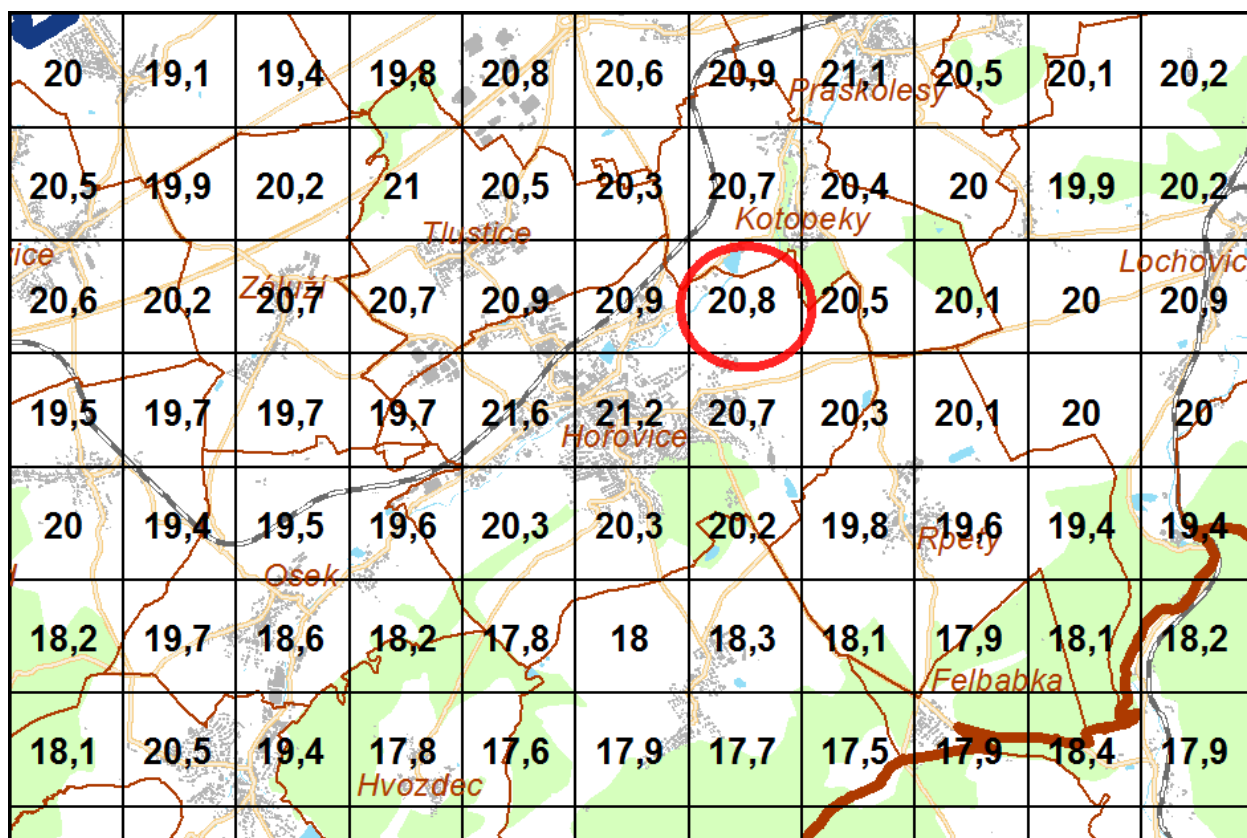 20 19,1 19,4 19,8 20,8 20,6 20,9 21,1 20,5 20,1 20,2
Praskolesy
20,5 19,9 20,2 21 20,5 20,3 20,7 20,4 20 19,9 20,2
Kotopeky
Tlustice
ice
Lochovic
Záluží
20,6 20,2 20,7 20,7 20,9 20,9 20,8 20,5 20,1 20 20,9
19,5 19,7 19,7 19,7 21,6 21,2 20,7 20,3 20,1 20 20
Hořovice
20 19,4 19,5 19,6 20,3 20,3 20,2 19,8 19,6 19,4 19,4
Rpety
Osek
18,2 19,7 18,6 18,2 17,8 18 18,3 18,1 17,9 18,1 18,2
Felbabka
18,1 20,5 19,4 17,8 17,6 17,9 17,7 17,5 17,9 18,4 17,9
Hvozdec